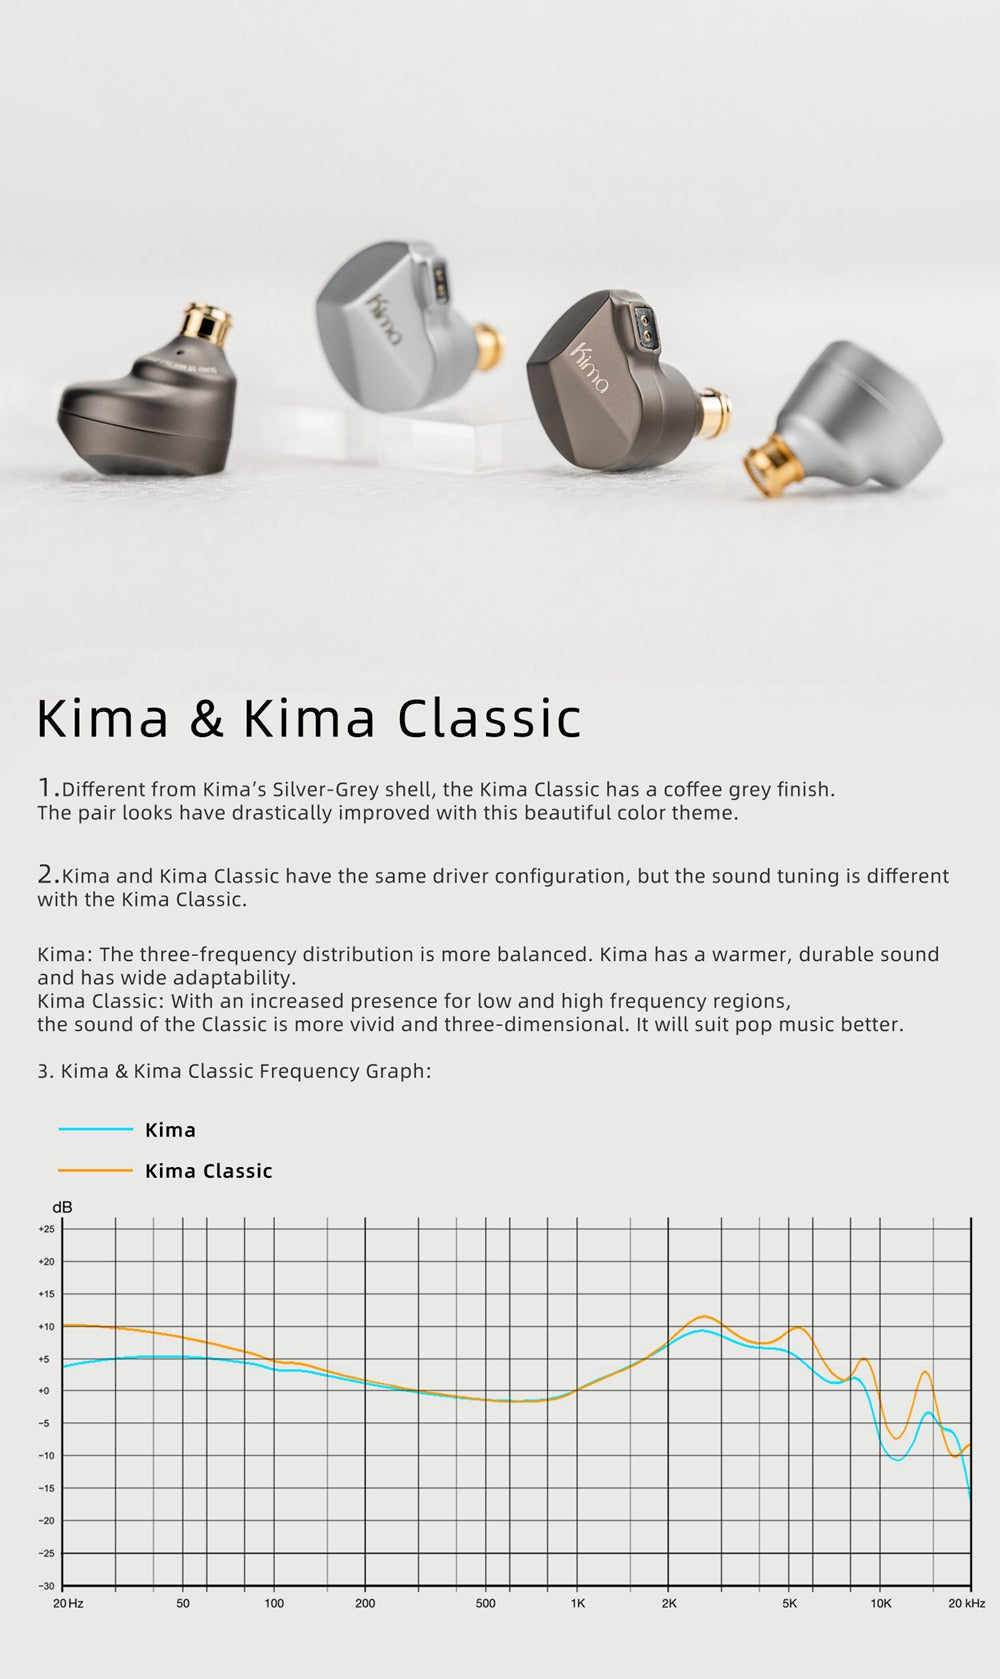 Kima
Kima
Kima & Kima Classic
1.Different from Kima’s Silver-Grey shell, the Kima Classic has a coffee grey finish.
The pair looks have drastically improved with this beautiful color theme.
2.Kima and Kima Classic have the same driver configuration, but the sound tuning is different
with the Kima Classic.
Kima: The three-frequency distribution is more balanced. Kima has a warmer, durable sound
and has wide adaptability.
Kima Classic: With an increased presence for low and high frequency regions,
the sound of the Classic is more vivid and three-dimensional. It will suit pop music better.
3. Kima & Kima Classic Frequency Graph:
Kima
Kima Classic
dB
+25
+20
+15
+10
+5
+0
−5
−10
−15
−20
−25
−30
20 Hz 50 100 200 500 1K 2K 5K 10K 20 kHz